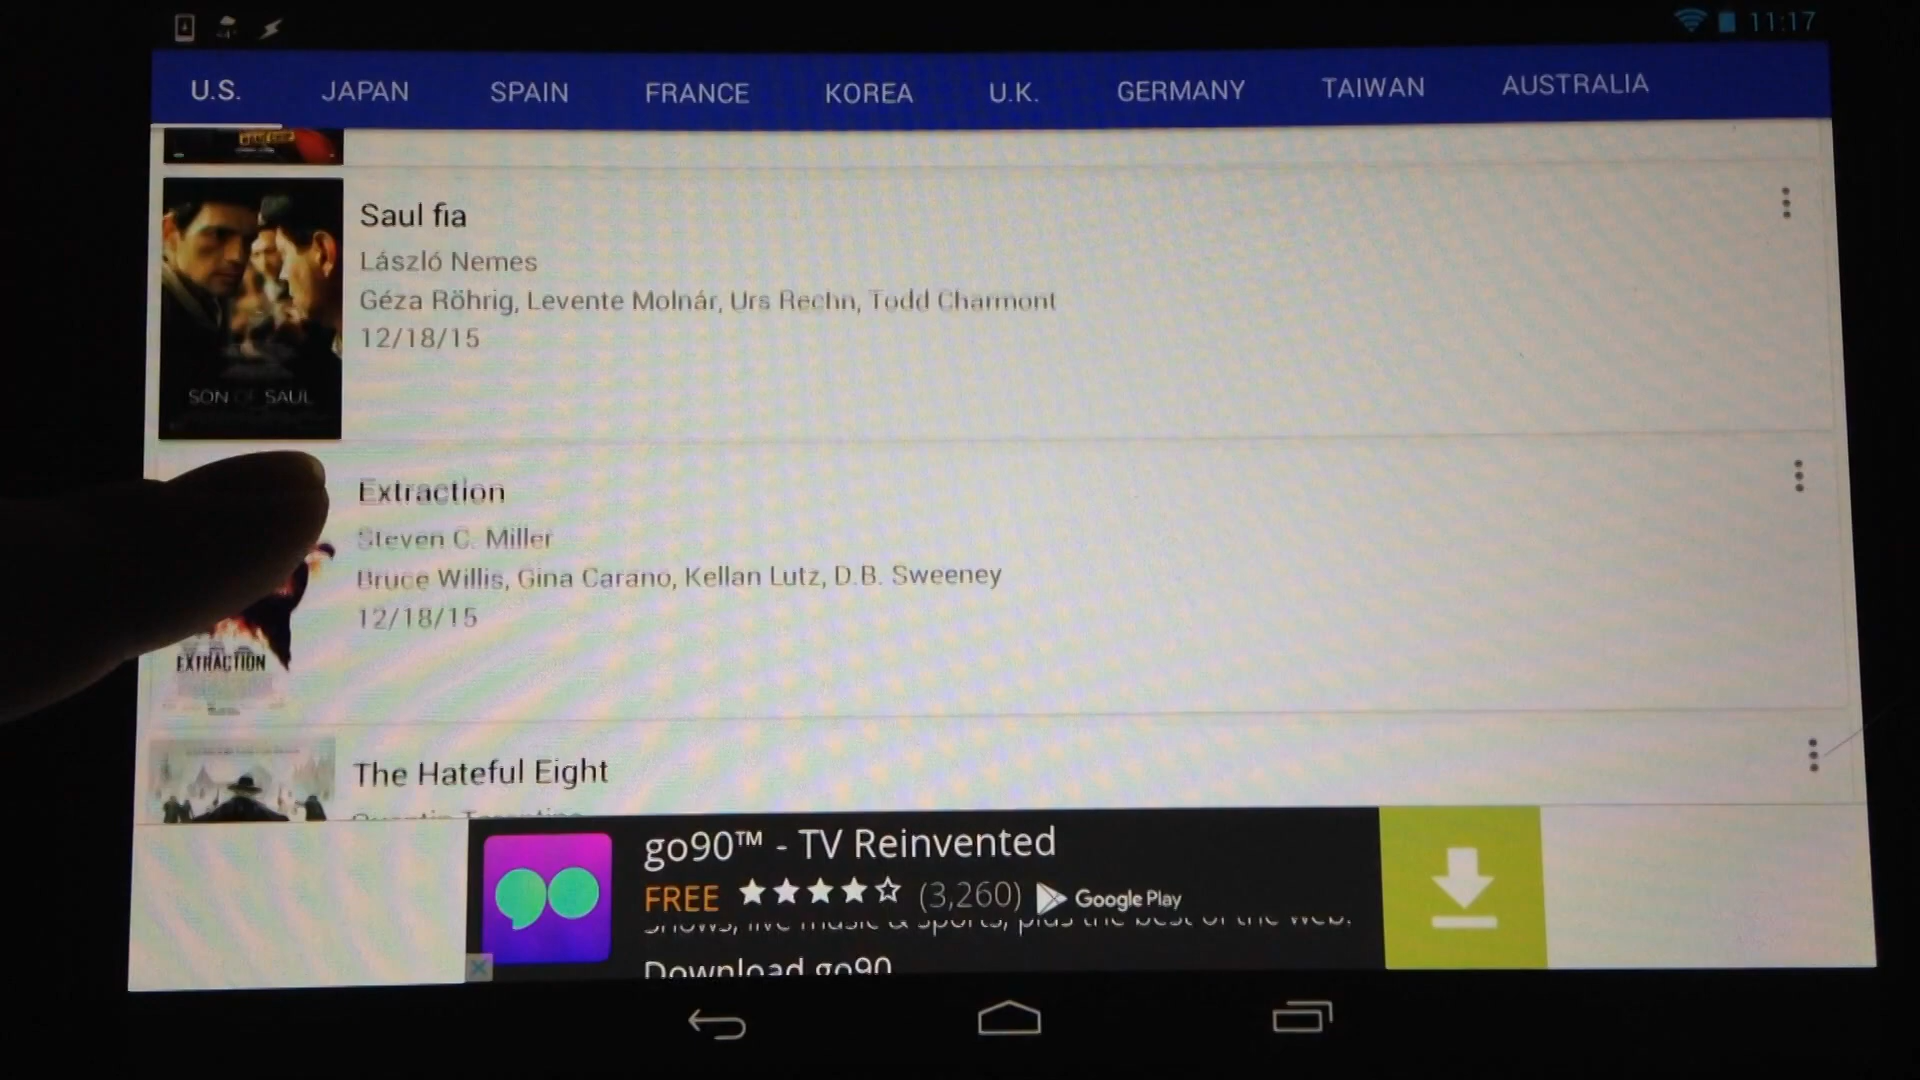 11:17
U.S. JAPAN SPAIN FRANCE KOREA U.K. GERMANY TAIWAN AUSTRALIA
Saul fia
László Nemes
Géza Röhrig, Levente Molnár, Urs Rechn, Todd Charmont
12/18/15
SON OF SAUL
Extraction
Steven C. Miller
Bruce Willis, Gina Carano, Kellan Lutz, D.B. Sweeney
12/18/15
EXTRACTION
The Hateful Eight
Quentin Tarantino
go90™ - TV Reinvented
FREE (3,260) Google Play
shows, live music & sports, plus the best of the web.
Download go90